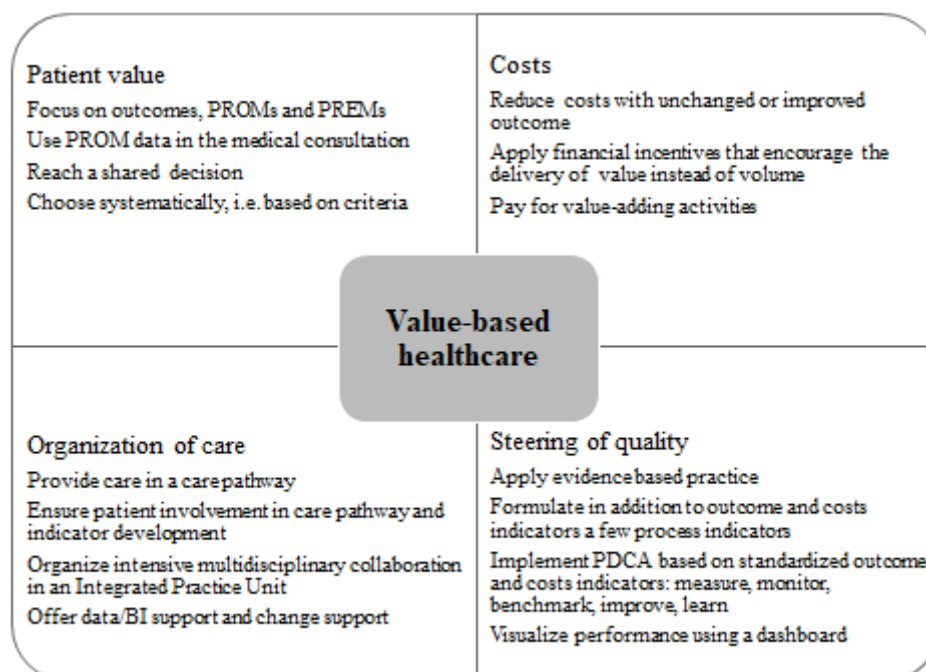 Patient value
Focus on outcomes, PROMs and PREMs
Use PROM data in the medical consultation
Reach a shared decision
Choose systematically, i.e. based on criteria
Costs
Reduce costs with unchanged or improved
outcome
Apply financial incentives that encourage the
delivery of value instead of volume
Pay for value-adding activities
Value-based
healthcare
Organization of care
Provide care in a care pathway
Ensure patient involvement in care pathway and
indicator development
Organize intensive multidisciplinary collaboration
in an Integrated Practice Unit
Offer data/BI support and change support
Steering of quality
Apply evidence based practice
Formulate in addition to outcome and costs
indicators a few process indicators
Implement PDCA based on standardized outcome
and costs indicators: measure, monitor,
benchmark, improve, learn
Visualize performance using a dashboard